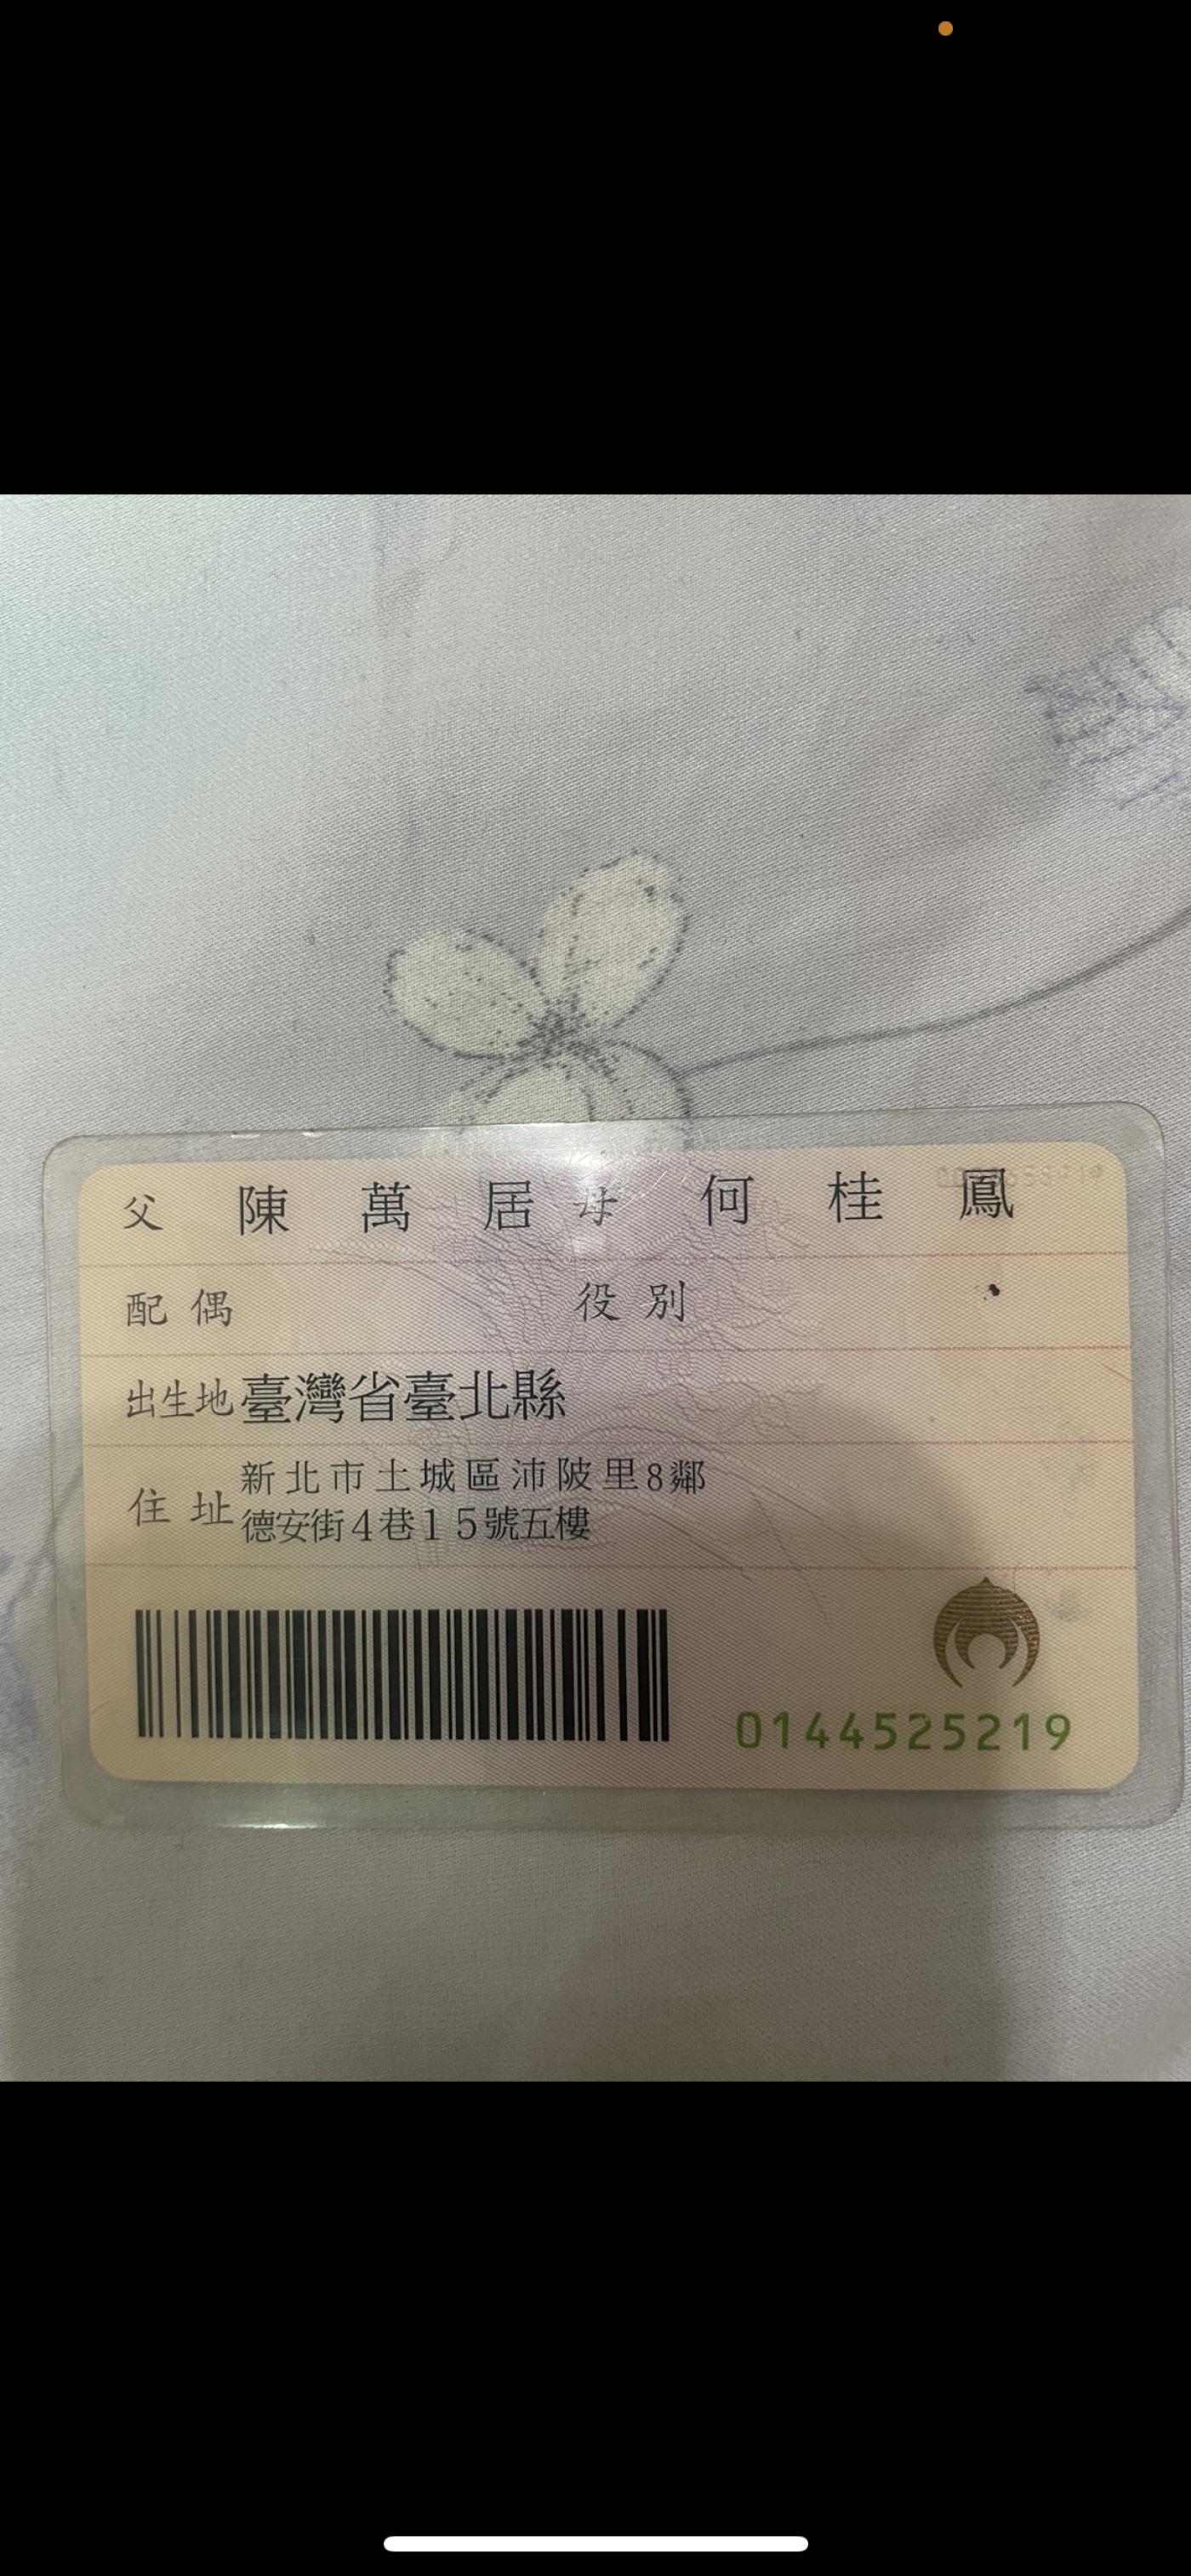 父 陳萬居 母 何桂鳳
配偶 役別
出生地 臺灣省臺北縣
住址 新北市土城區沛陂里8鄰
德安街4巷15號五樓
0144525219